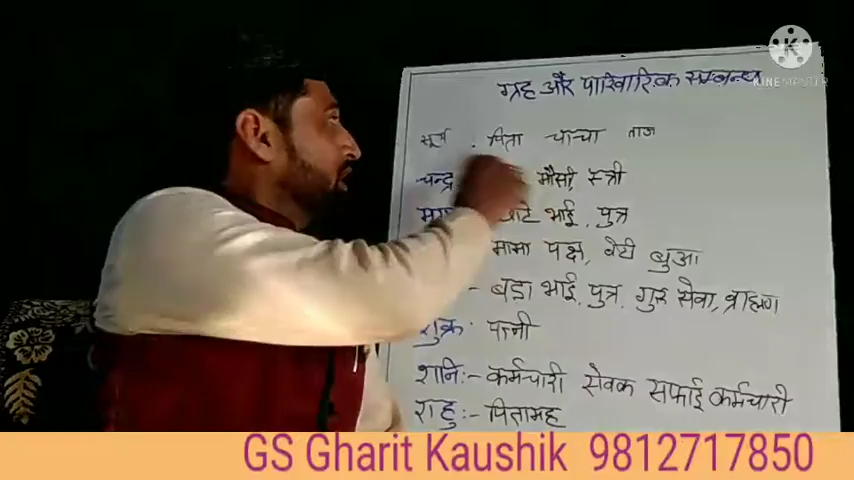 ग्रह और पारिवारिक सम्बन्ध
सूर्य पिता चाचा ताऊ
चन्द्र मौसी, स्त्री
छोटे भाई, पुत्र
मामा पक्ष, बेटी बुआ
:- बड़ा भाई, पुत्र, गुरु सेवा, ब्राह्मण
शुक्र:- पत्नी
शनि:- कर्मचारी सेवक सफाई कर्मचारी
राहु:- पितामह
GS Gharit Kaushik 9812717850
KINEMASTER